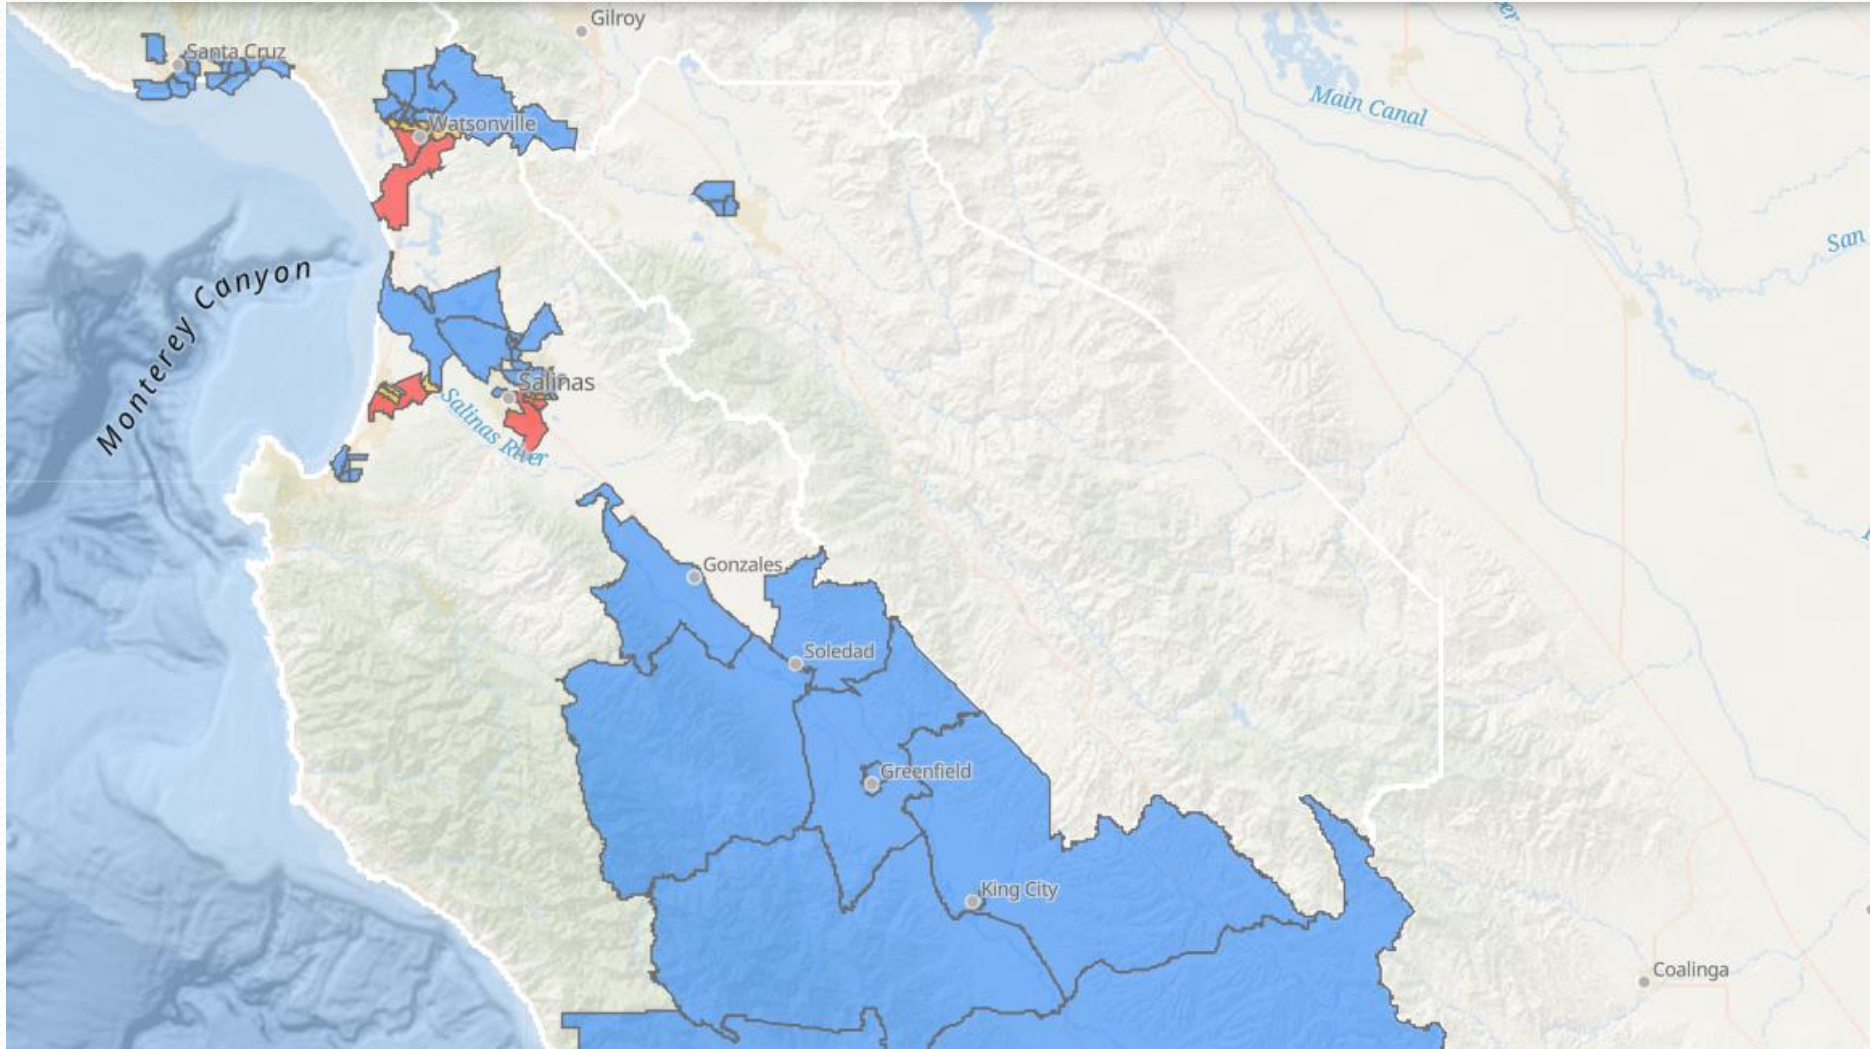 Gilroy
Santa Cruz
Main Canal
Watsonville
San
Monterey Canyon
Salinas
Salinas River
Gonzales
Soledad
Greenfield
King City
Coalinga